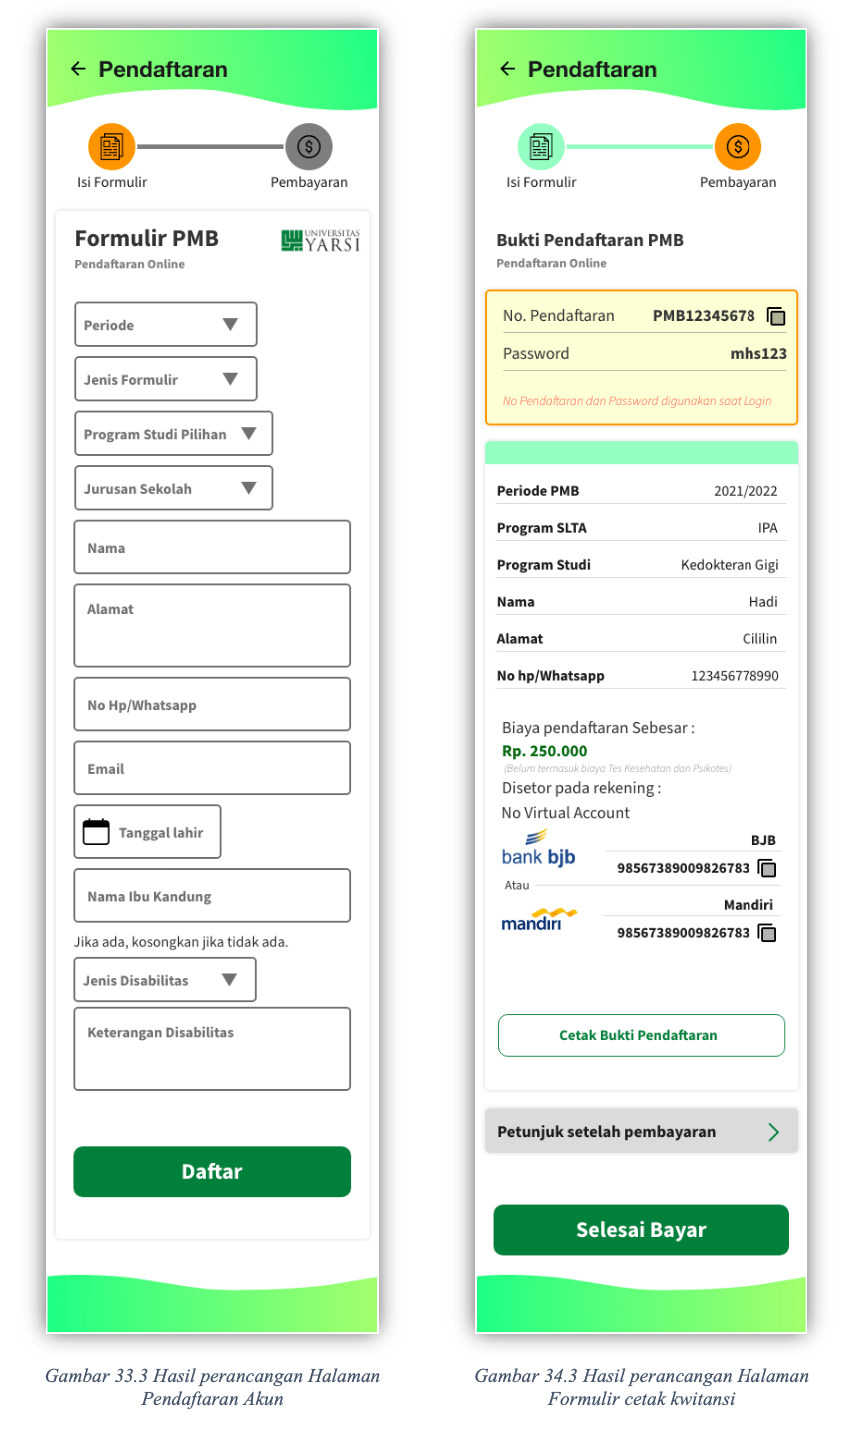 Pendaftaran
Isi Formulir
Pembayaran
Formulir PMB
UNIVERSITAS
YARSI
Pendaftaran Online
Periode
Jenis Formulir
Program Studi Pilihan
Jurusan Sekolah
Nama
Alamat
No Hp/Whatsapp
Email
Tanggal lahir
Nama Ibu Kandung
Jika ada, kosongkan jika tidak ada.
Jenis Disabilitas
Keterangan Disabilitas
Daftar
Gambar 33.3 Hasil perancangan Halaman
Pendaftaran Akun
Pendaftaran
Isi Formulir
Pembayaran
Bukti Pendaftaran PMB
Pendaftaran Online
No. Pendaftaran PMB12345678
Password mhs123
No Pendaftaran dan Password digunakan saat Login
Periode PMB 2021/2022
Program SLTA IPA
Program Studi Kedokteran Gigi
Nama Hadi
Alamat Cililin
No hp/Whatsapp 123456778990
Biaya pendaftaran Sebesar :
Rp. 250.000
(Belum termasuk biaya Tes Kesehatan dan Psikotes)
Disetor pada rekening :
No Virtual Account
bank bjb
BJB
98567389009826783
Atau
mandiri
Mandiri
98567389009826783
Cetak Bukti Pendaftaran
Petunjuk setelah pembayaran
Selesai Bayar
Gambar 34.3 Hasil perancangan Halaman
Formulir cetak kwitansi